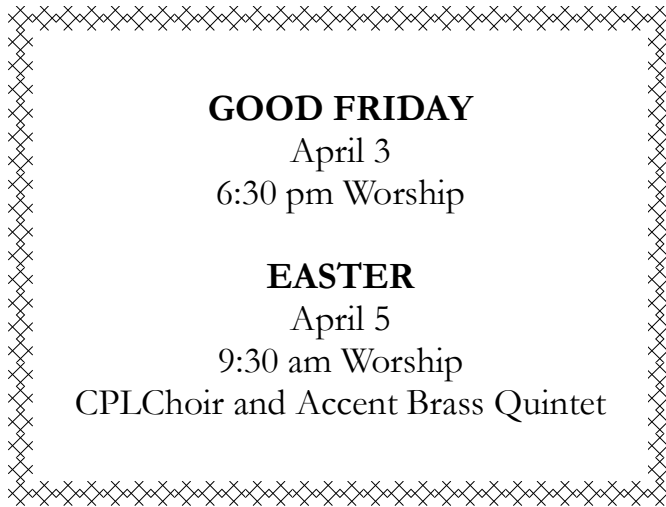 GOOD FRIDAY
April 3
6:30 pm Worship
EASTER
April 5
9:30 am Worship
CPLChoir and Accent Brass Quintet